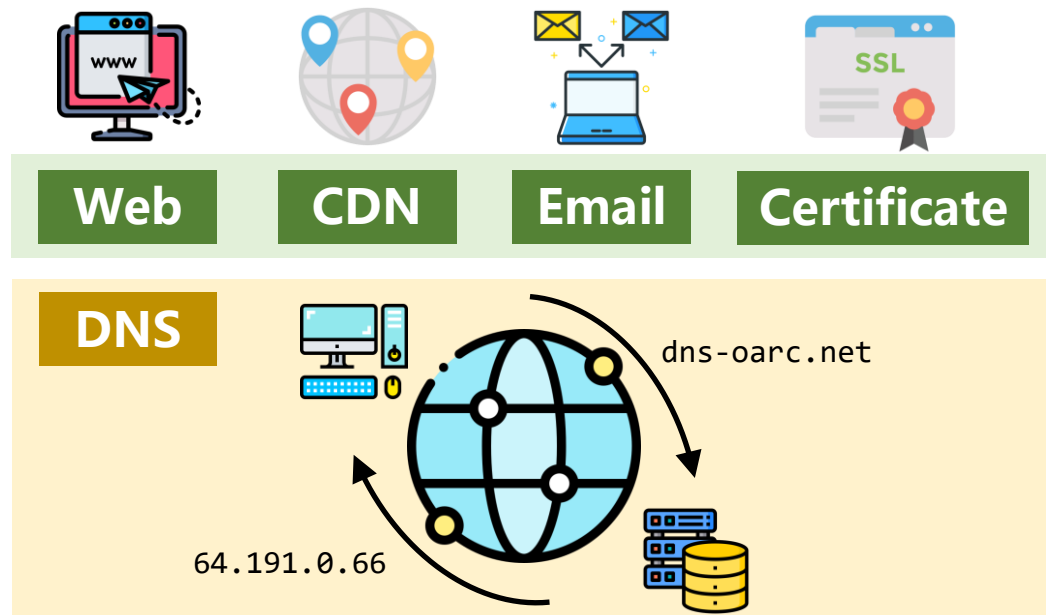 www
SSL
Web
CDN
Email
Certificate
DNS
dns-oarc.net
64.191.0.66